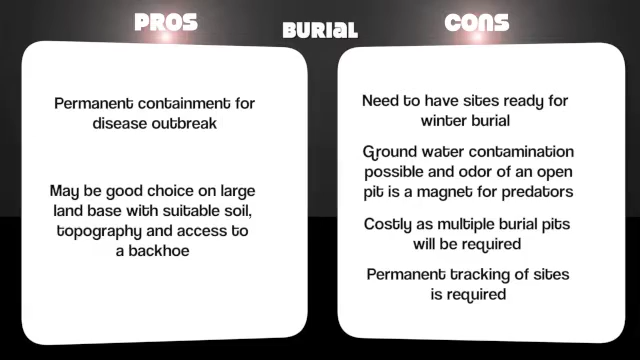 PROS
BURIAL
CONS
Permanent containment for
disease outbreak
May be good choice on large
land base with suitable soil,
topography and access to
a backhoe
Need to have sites ready for
winter burial
Ground water contamination
possible and odor of an open
pit is a magnet for predators
Costly as multiple burial pits
will be required
Permanent tracking of sites
is required